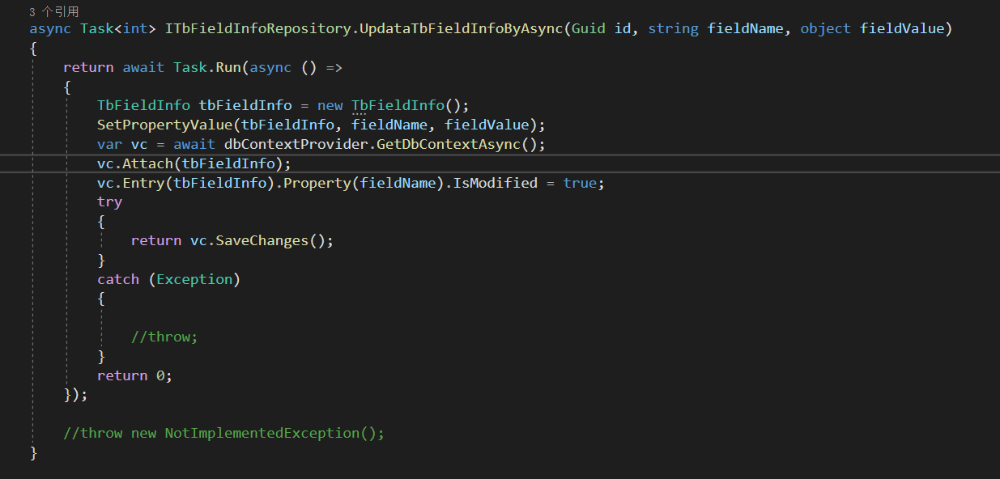 3 个引用
async Task<int> ITbFieldInfoRepository.UpdataTbFieldInfoByAsync(Guid id, string fieldName, object fieldValue)
{
return await Task.Run(async () =>
{
TbFieldInfo tbFieldInfo = new TbFieldInfo();
SetPropertyValue(tbFieldInfo, fieldName, fieldValue);
var vc = await dbContextProvider.GetDbContextAsync();
vc.Attach(tbFieldInfo);
vc.Entry(tbFieldInfo).Property(fieldName).IsModified = true;
try
{
return vc.SaveChanges();
}
catch (Exception)
{
//throw;
}
return 0;
});
//throw new NotImplementedException();
}